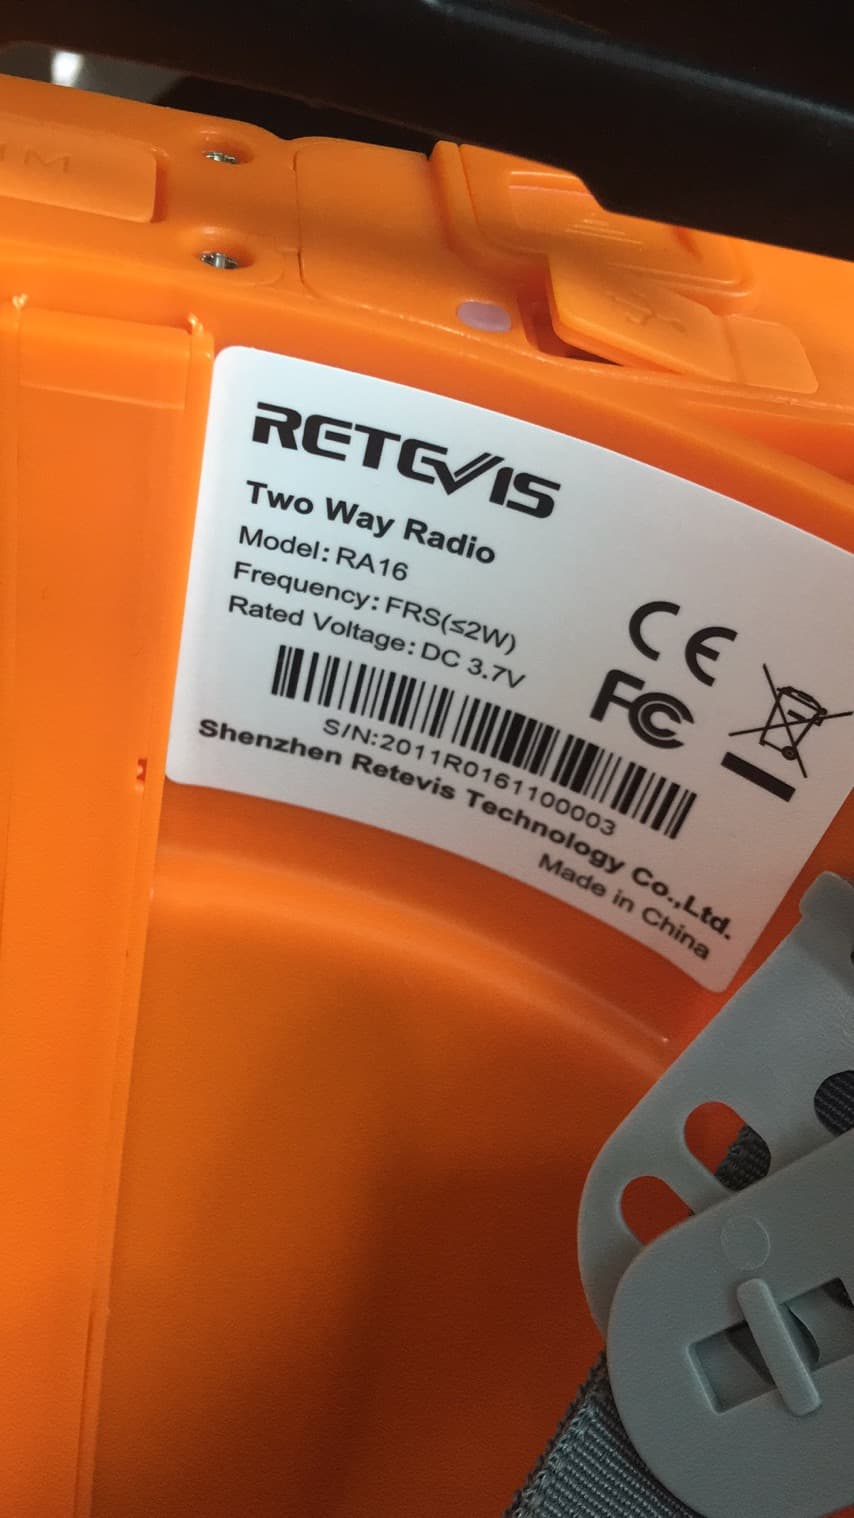 RETEVIS
Two Way Radio
Model: RA16
Frequency: FRS(≤2W)
Rated Voltage: DC 3.7V
S/N:2011R0161100003
Shenzhen Retevis Technology Co.,Ltd.
Made in China
CE
FC